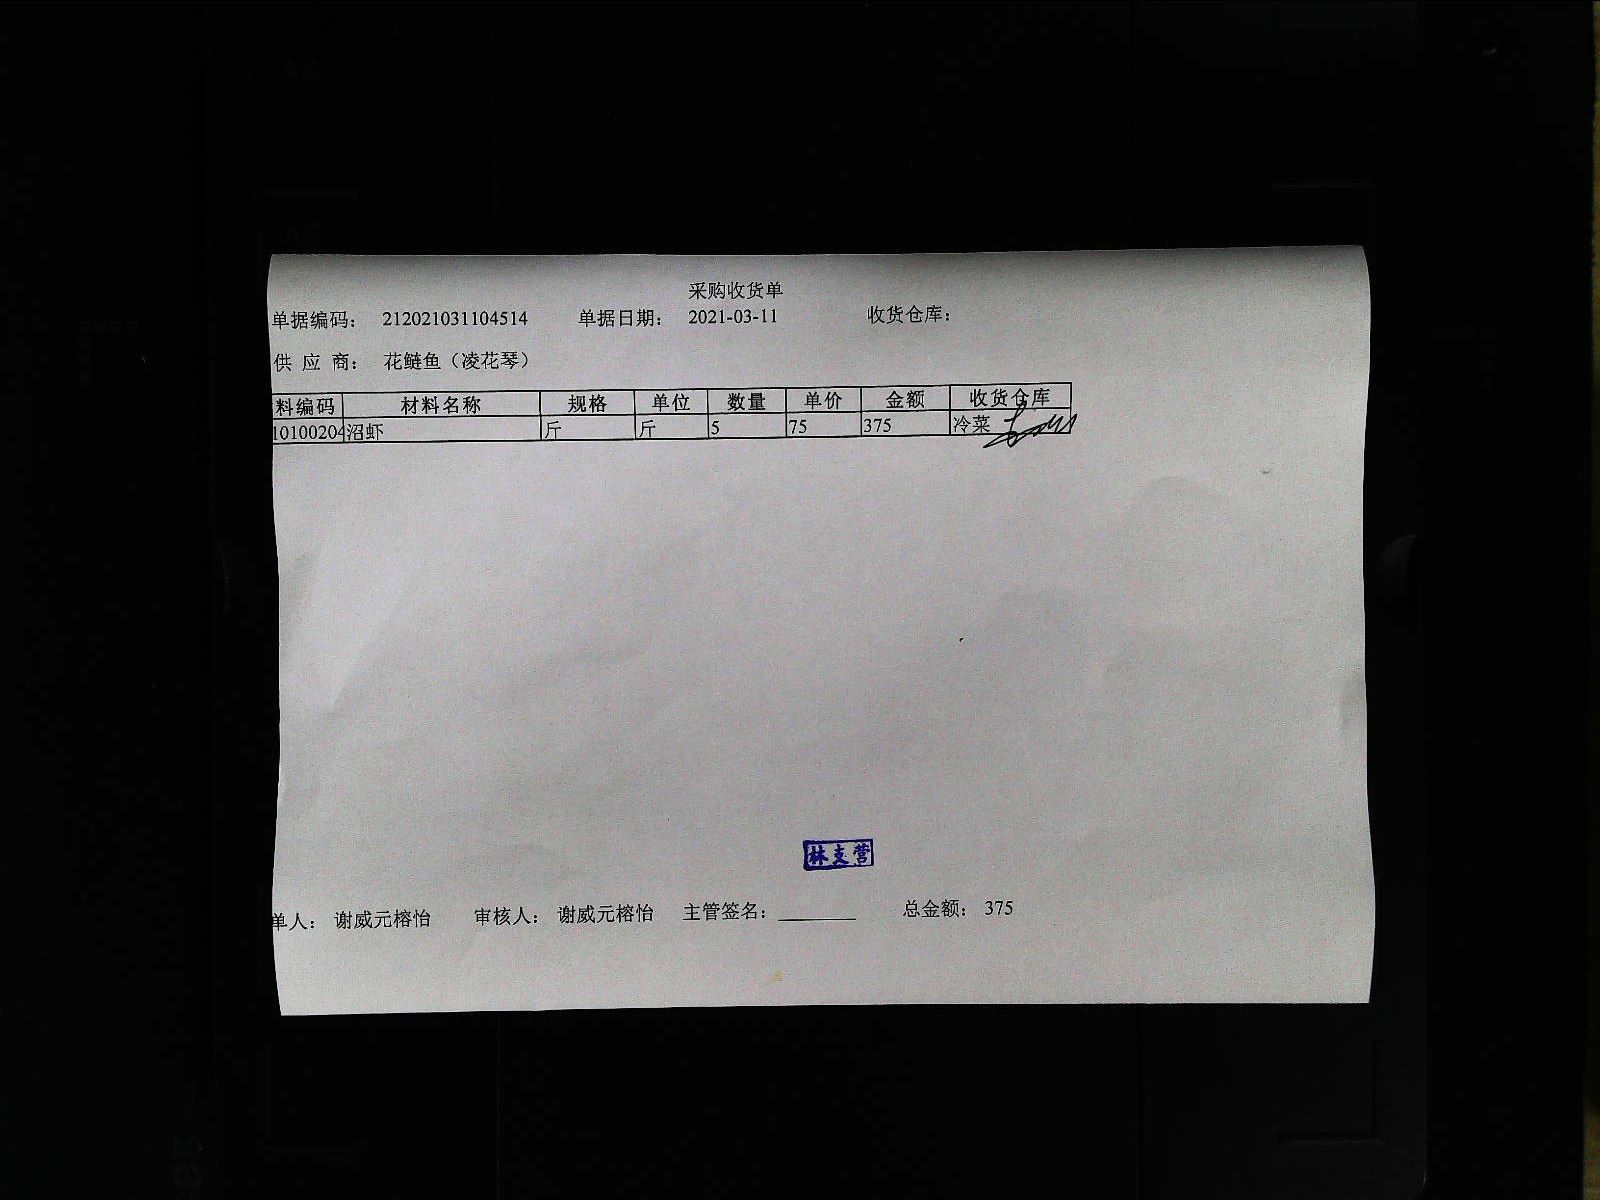 采购收货单
单据编码： 212021031104514 单据日期： 2021-03-11 收货仓库：
供 应 商： 花鲢鱼（凌花琴）
料编码 材料名称 规格 单位 数量 单价 金额 收货仓库
10100204 沼虾 斤 斤 5 75 375 冷菜
林支营
单人： 谢威元榕怡 审核人： 谢威元榕怡 主管签名： 总金额： 375